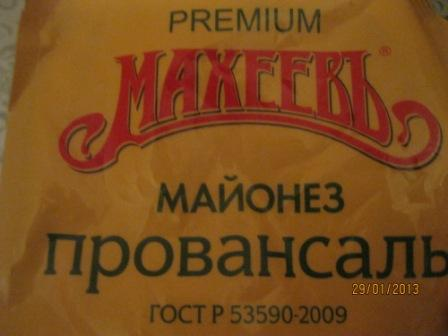 PREMIUM
МАХЕЕВЪ®
МАЙОНЕЗ
провансаль
29/01/2013
ГОСТ Р 53590-2009